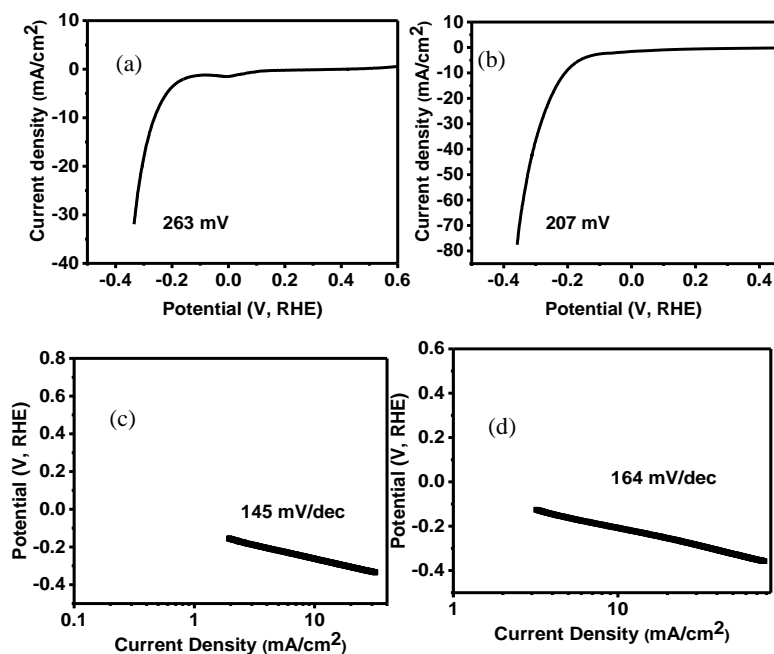 (a)
263 mV
10
0
-10
-20
-30
-40
-0.4
-0.2
0.0
0.2
0.4
0.6
Current density (mA/cm²)
Potential (V, RHE)
(b)
207 mV
10
0
-10
-20
-30
-40
-50
-60
-70
-80
-0.4
-0.2
0.0
0.2
0.4
Current density (mA/cm²)
Potential (V, RHE)
(c)
145 mV/dec
0.8
0.6
0.4
0.2
0.0
-0.2
-0.4
0.1
1
10
Potential (V, RHE)
Current Density (mA/cm²)
(d)
164 mV/dec
0.6
0.4
0.2
0.0
-0.2
-0.4
1
10
Potential (V, RHE)
Current Density (mA/cm²)